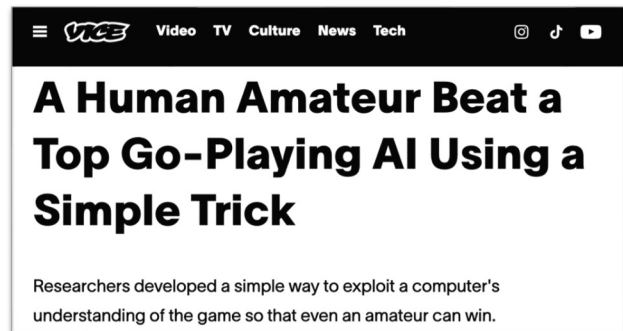 VICE Video TV Culture News Tech
A Human Amateur Beat a
Top Go-Playing AI Using a
Simple Trick
Researchers developed a simple way to exploit a computer's
understanding of the game so that even an amateur can win.